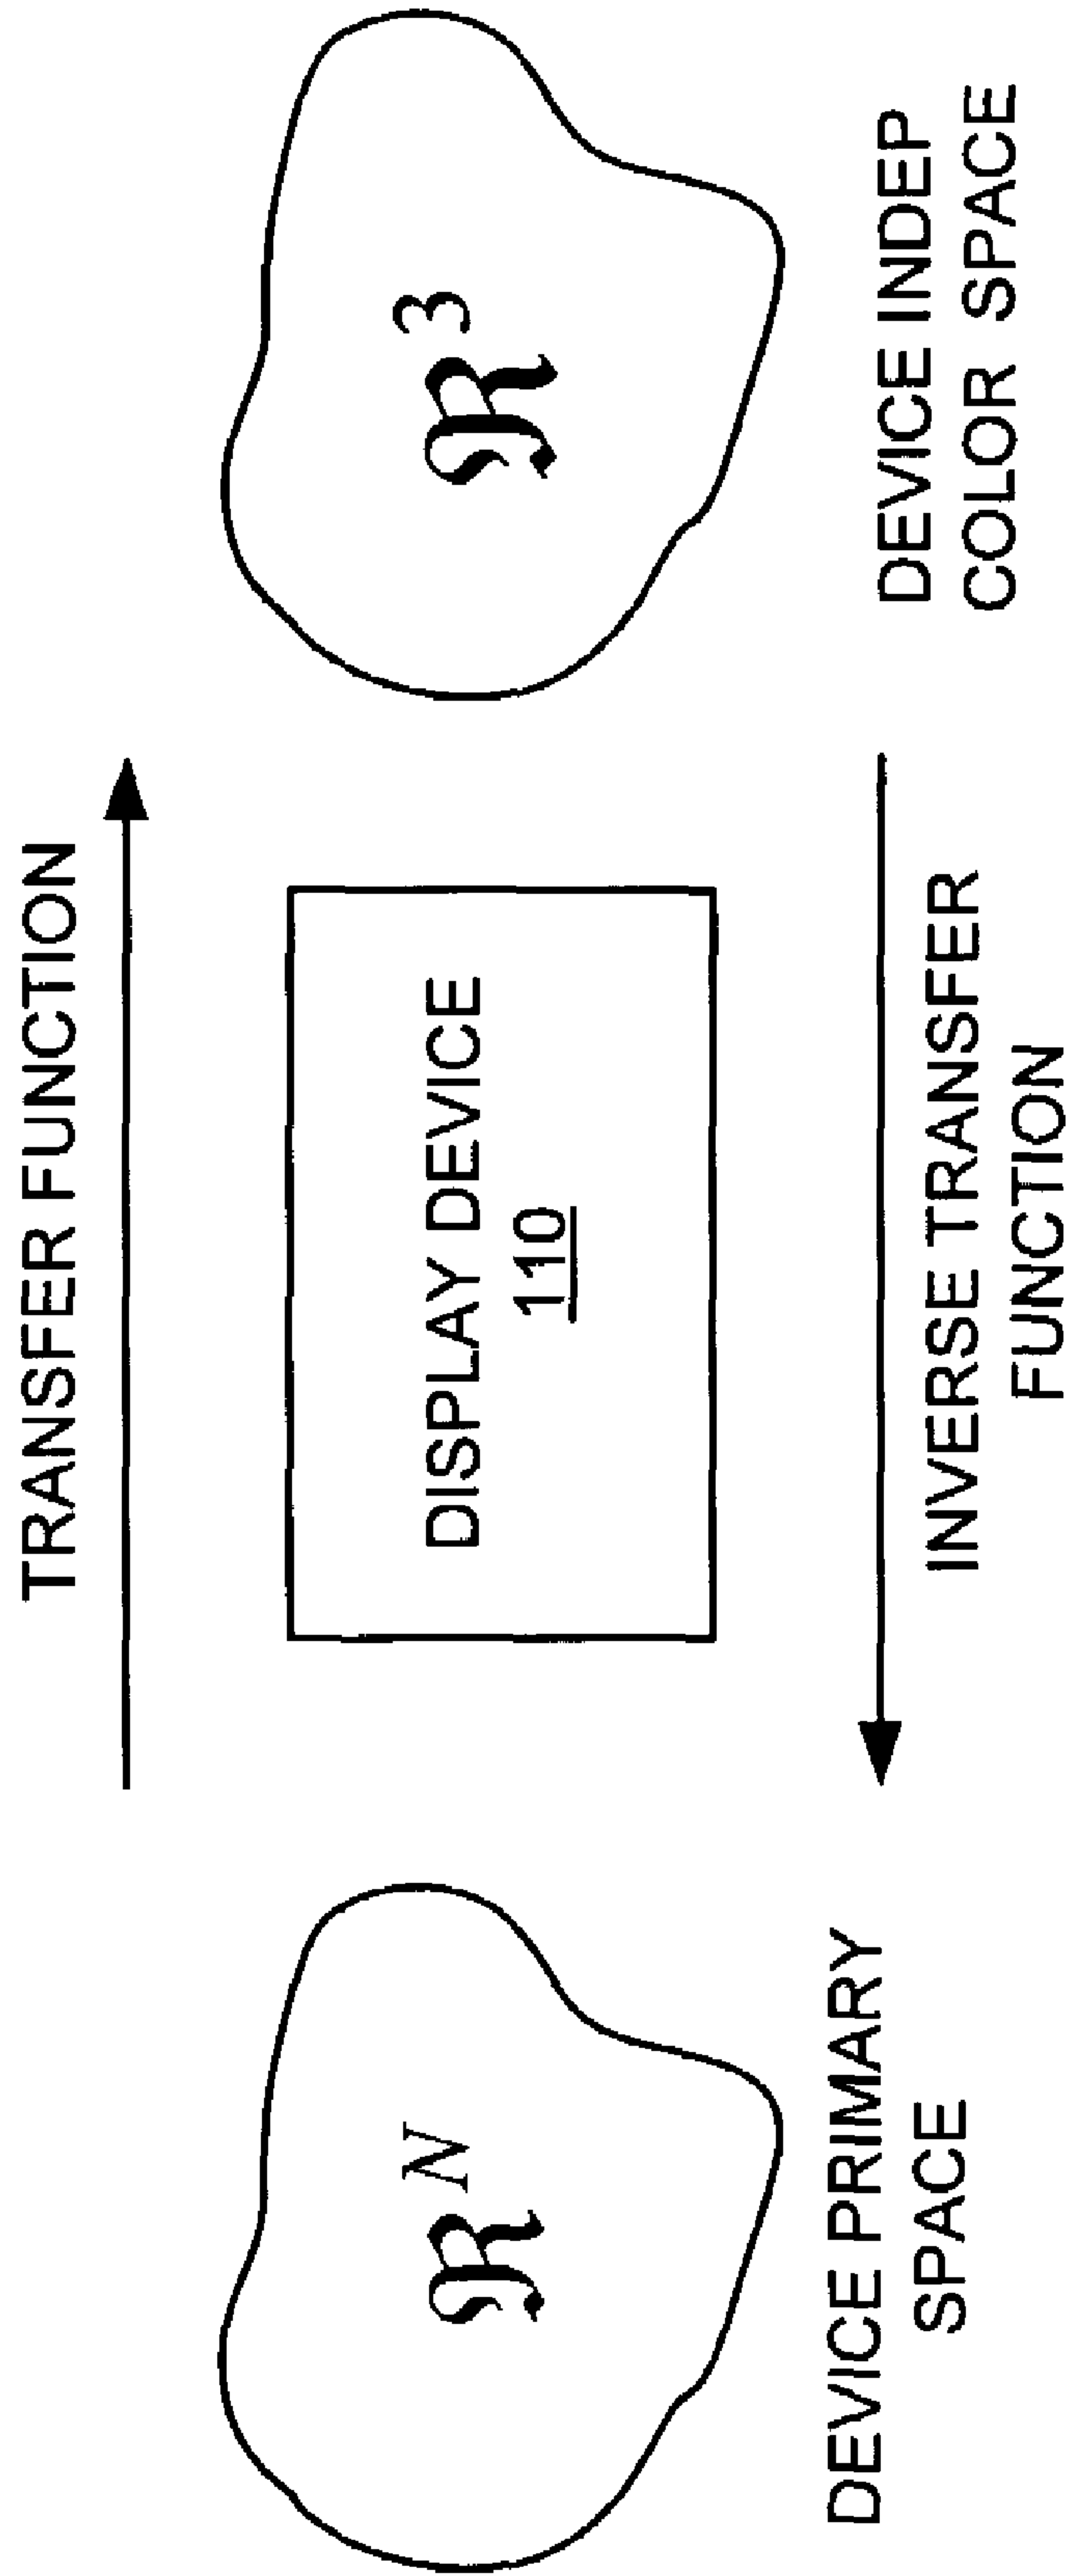 TRANSFER FUNCTION
ℜ^N
DEVICE PRIMARY
SPACE
DISPLAY DEVICE
110
ℜ^3
DEVICE INDEP
COLOR SPACE
INVERSE TRANSFER
FUNCTION